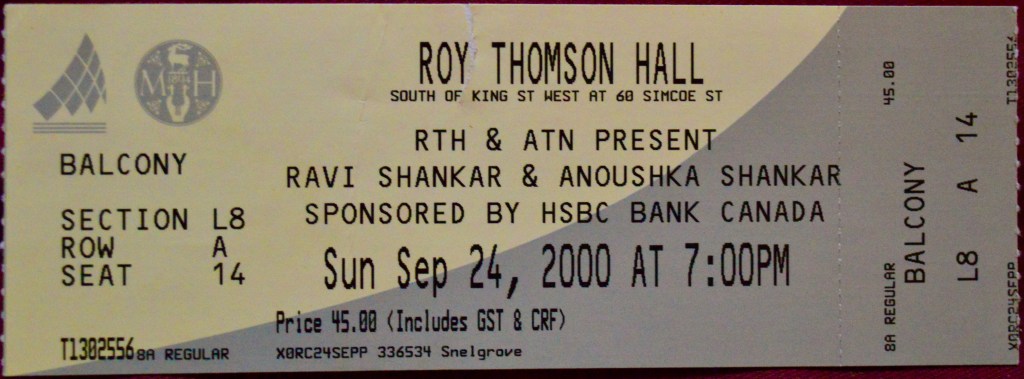 M H
ROY THOMSON HALL
SOUTH OF KING ST WEST AT 60 SIMCOE ST
RTH & ATN PRESENT
RAVI SHANKAR & ANOUSHKA SHANKAR
SPONSORED BY HSBC BANK CANADA
Sun Sep 24, 2000 AT 7:00PM
Price 45.00 (Includes GST & CRF)
X0RC24SEPP 336534 Snelgrove
BALCONY
SECTION L8
ROW A
SEAT 14
T1302556 8A REGULAR
8A REGULAR 45.00
BALCONY
L8 A 14
X0RC24SEPP T1302556